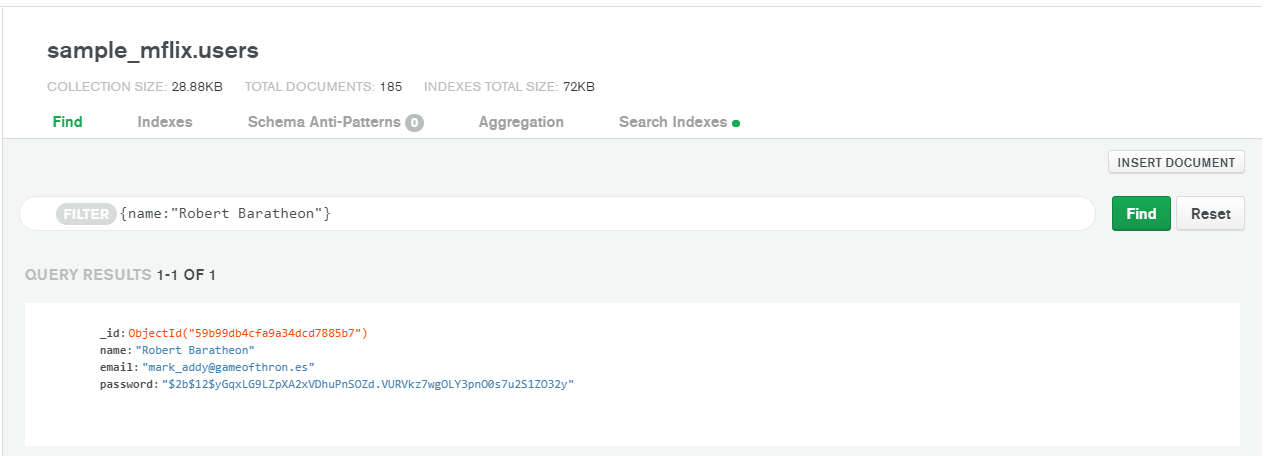 sample_mflix.users
COLLECTION SIZE: 28.88KB TOTAL DOCUMENTS: 185 INDEXES TOTAL SIZE: 72KB
Find Indexes Schema Anti-Patterns 0 Aggregation Search Indexes
INSERT DOCUMENT
FILTER {name:"Robert Baratheon"} Find Reset
QUERY RESULTS 1-1 OF 1
_id: ObjectId("59b99db4cfa9a34dcd7885b7")
name: "Robert Baratheon"
email: "mark_addy@gameofthron.es"
password: "$2b$12$yGqxLG9LZpXA2xVDhuPnSOZd.VURVkz7wgOLY3pnO0s7u2S1ZO32y"